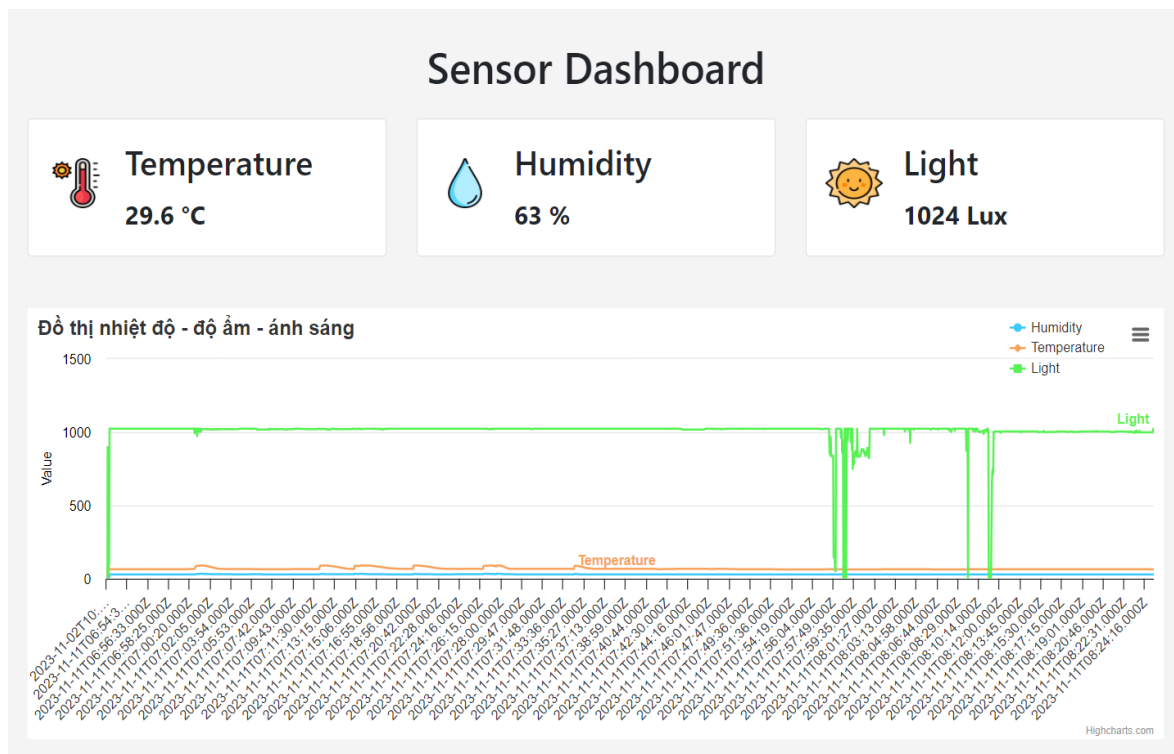 Sensor Dashboard
Temperature
29.6 °C
Humidity
63 %
Light
1024 Lux
Đồ thị nhiệt độ - độ ẩm - ánh sáng
Humidity
Temperature
Light
1500
1000
500
0
Value
Light
Temperature
2023-11-02T10:…
2023-11-11T06:54:3…
2023-11-11T06:56:33.000Z
2023-11-11T06:58:25.000Z
2023-11-11T07:00:20.000Z
2023-11-11T07:02:05.000Z
2023-11-11T07:03:54.000Z
2023-11-11T07:05:53.000Z
2023-11-11T07:07:42.000Z
2023-11-11T07:09:43.000Z
2023-11-11T07:11:30.000Z
2023-11-11T07:13:15.000Z
2023-11-11T07:15:06.000Z
2023-11-11T07:16:55.000Z
2023-11-11T07:18:56.000Z
2023-11-11T07:20:42.000Z
2023-11-11T07:22:28.000Z
2023-11-11T07:24:16.000Z
2023-11-11T07:26:15.000Z
2023-11-11T07:28:00.000Z
2023-11-11T07:29:47.000Z
2023-11-11T07:31:48.000Z
2023-11-11T07:33:36.000Z
2023-11-11T07:35:27.000Z
2023-11-11T07:37:13.000Z
2023-11-11T07:38:59.000Z
2023-11-11T07:40:44.000Z
2023-11-11T07:42:30.000Z
2023-11-11T07:44:16.000Z
2023-11-11T07:46:01.000Z
2023-11-11T07:47:47.000Z
2023-11-11T07:49:36.000Z
2023-11-11T07:51:36.000Z
2023-11-11T07:54:19.000Z
2023-11-11T07:56:04.000Z
2023-11-11T07:57:49.000Z
2023-11-11T07:59:35.000Z
2023-11-11T08:01:27.000Z
2023-11-11T08:03:13.000Z
2023-11-11T08:04:58.000Z
2023-11-11T08:06:44.000Z
2023-11-11T08:08:29.000Z
2023-11-11T08:10:14.000Z
2023-11-11T08:12:00.000Z
2023-11-11T08:13:45.000Z
2023-11-11T08:15:30.000Z
2023-11-11T08:17:15.000Z
2023-11-11T08:19:01.000Z
2023-11-11T08:20:46.000Z
2023-11-11T08:22:31.000Z
2023-11-11T08:24:16.000Z
Highcharts.com